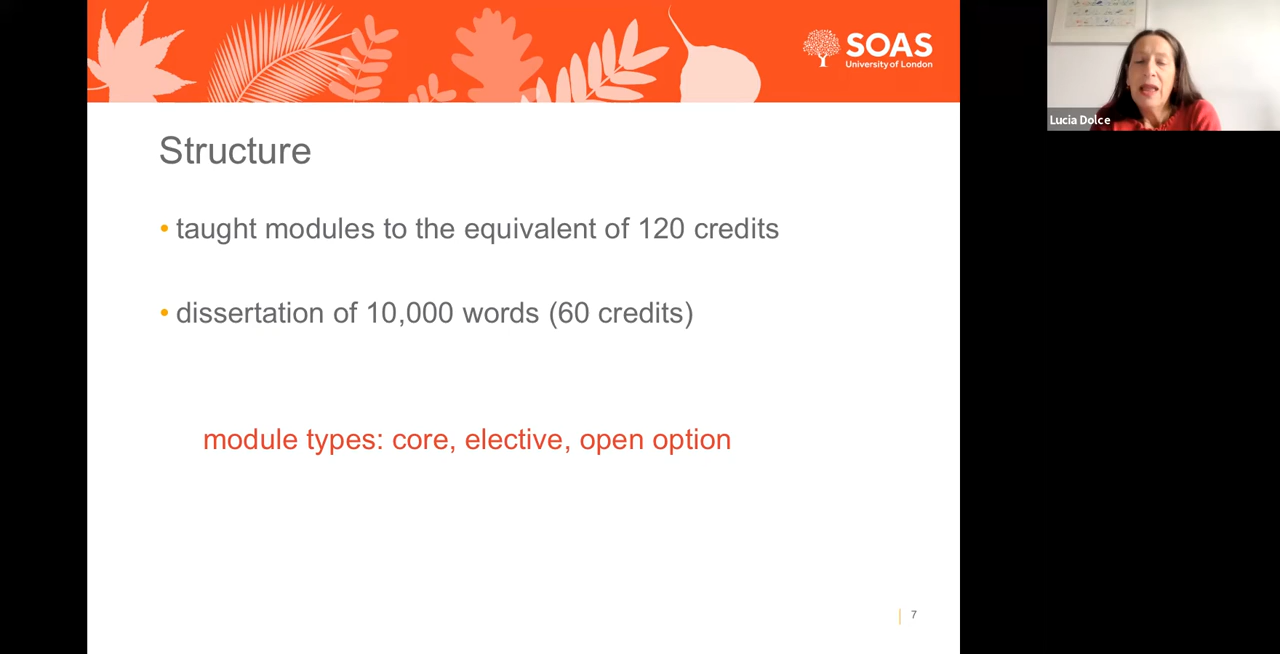 SOAS
University of London
Lucia Dolce
Structure
• taught modules to the equivalent of 120 credits
• dissertation of 10,000 words (60 credits)
module types: core, elective, open option
7